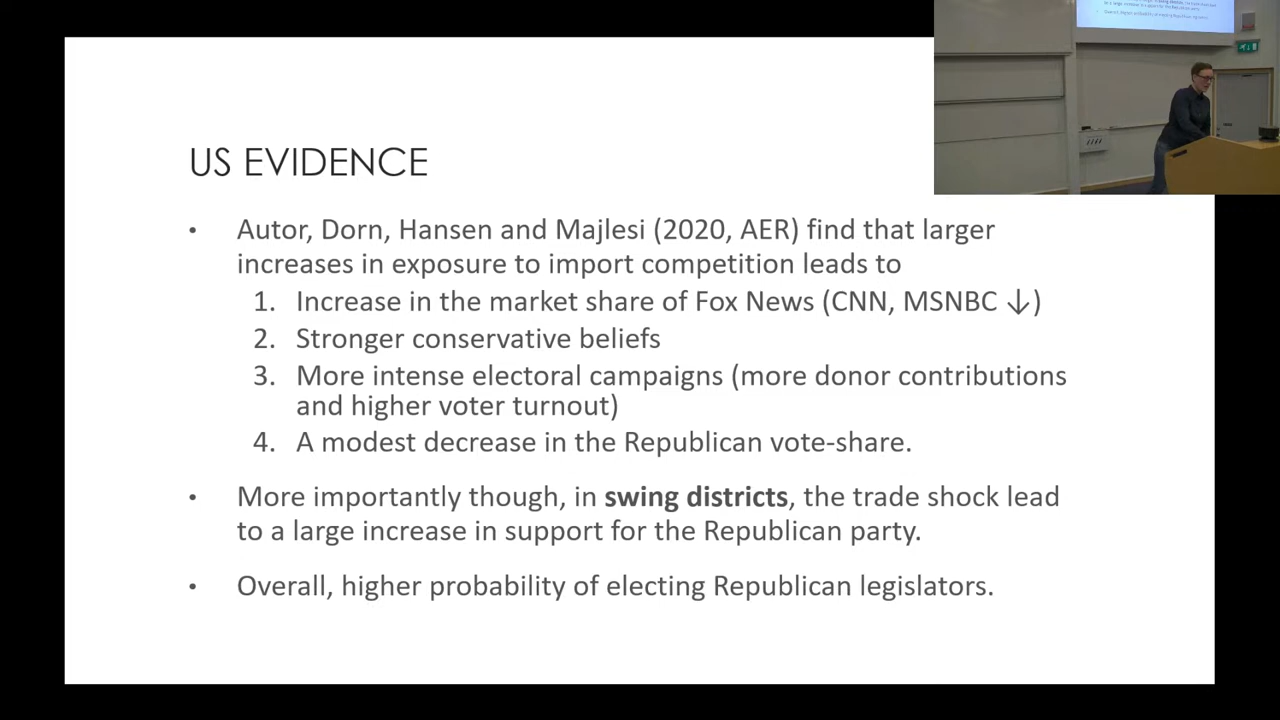 US EVIDENCE
• Autor, Dorn, Hansen and Majlesi (2020, AER) find that larger
increases in exposure to import competition leads to
1. Increase in the market share of Fox News (CNN, MSNBC ↓)
2. Stronger conservative beliefs
3. More intense electoral campaigns (more donor contributions
and higher voter turnout)
4. A modest decrease in the Republican vote-share.
• More importantly though, in swing districts, the trade shock lead
to a large increase in support for the Republican party.
• Overall, higher probability of electing Republican legislators.